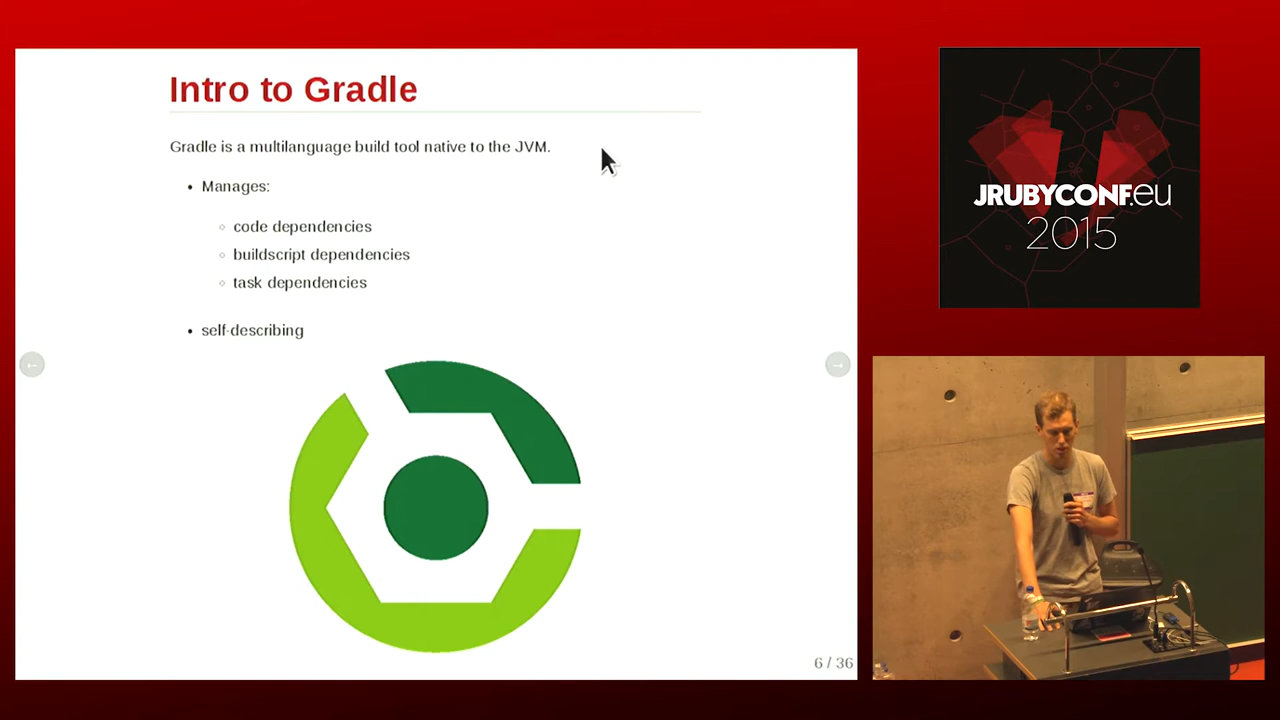 Intro to Gradle
Gradle is a multilanguage build tool native to the JVM.
• Manages:
○ code dependencies
○ buildscript dependencies
○ task dependencies
• self-describing
←
→
6 / 36
JRUBYCONF.eu
2015